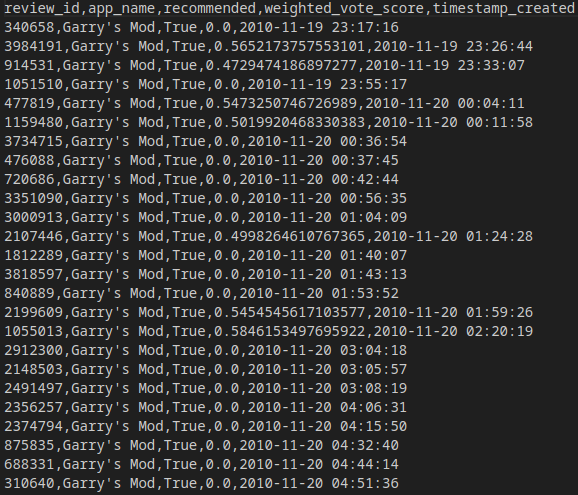 review_id,app_name,recommended,weighted_vote_score,timestamp_created
340658,Garry's Mod,True,0.0,2010-11-19 23:17:16
3984191,Garry's Mod,True,0.5652173757553101,2010-11-19 23:26:44
914531,Garry's Mod,True,0.4729474186897277,2010-11-19 23:33:07
1051510,Garry's Mod,True,0.0,2010-11-19 23:55:17
477819,Garry's Mod,True,0.5473250746726989,2010-11-20 00:04:11
1159480,Garry's Mod,True,0.5019920468330383,2010-11-20 00:11:58
3734715,Garry's Mod,True,0.0,2010-11-20 00:36:54
476088,Garry's Mod,True,0.0,2010-11-20 00:37:45
720686,Garry's Mod,True,0.0,2010-11-20 00:42:44
3351090,Garry's Mod,True,0.0,2010-11-20 00:56:35
3000913,Garry's Mod,True,0.0,2010-11-20 01:04:09
2107446,Garry's Mod,True,0.4998264610767365,2010-11-20 01:24:28
1812289,Garry's Mod,True,0.0,2010-11-20 01:40:07
3818597,Garry's Mod,True,0.0,2010-11-20 01:43:13
840889,Garry's Mod,True,0.0,2010-11-20 01:53:52
2199609,Garry's Mod,True,0.5454545617103577,2010-11-20 01:59:26
1055013,Garry's Mod,True,0.5846153497695922,2010-11-20 02:20:19
2912300,Garry's Mod,True,0.0,2010-11-20 03:04:18
2148503,Garry's Mod,True,0.0,2010-11-20 03:05:57
2491497,Garry's Mod,True,0.0,2010-11-20 03:08:19
2356257,Garry's Mod,True,0.0,2010-11-20 04:06:31
2374794,Garry's Mod,True,0.0,2010-11-20 04:15:50
875835,Garry's Mod,True,0.0,2010-11-20 04:32:40
688331,Garry's Mod,True,0.0,2010-11-20 04:44:14
310640,Garry's Mod,True,0.0,2010-11-20 04:51:36